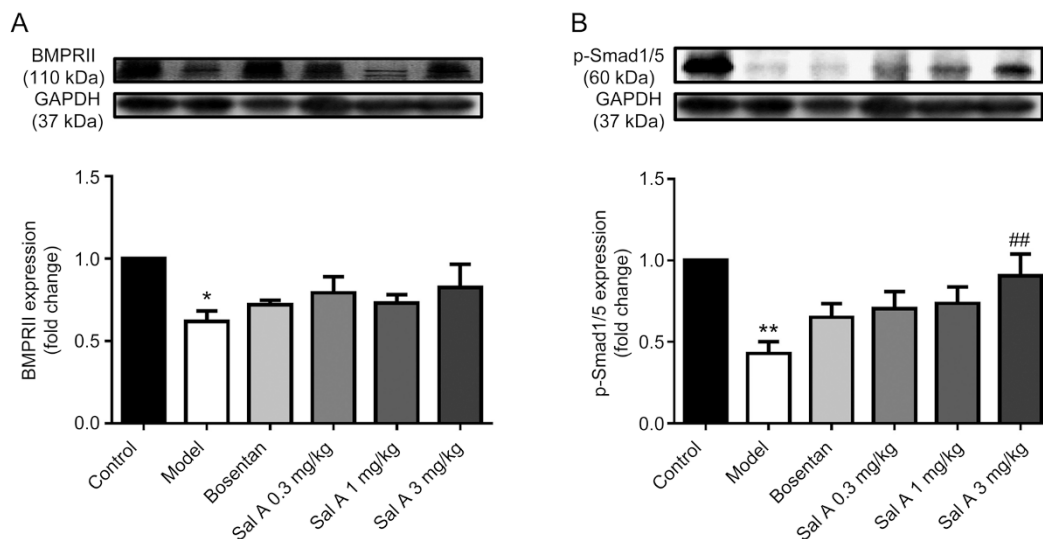 A
BMPRII
(110 kDa)
GAPDH
(37 kDa)
BMPRII expression
(fold change)
1.5
1.0
0.5
0.0
*
Control
Model
Bosentan
Sal A 0.3 mg/kg
Sal A 1 mg/kg
Sal A 3 mg/kg
B
p-Smad1/5
(60 kDa)
GAPDH
(37 kDa)
p-Smad1/5 expression
(fold change)
1.5
1.0
0.5
0.0
**
##
Control
Model
Bosentan
Sal A 0.3 mg/kg
Sal A 1 mg/kg
Sal A 3 mg/kg